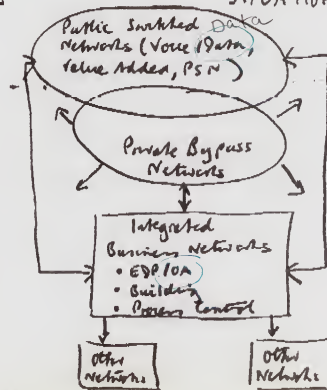 Data
Public Switched
Networks (Voice/Data,
Value Added, PSN)
Private Bypass
Networks
Integrated
Business Networks
• EDP/OA
• Building
• Process Control
Other
Networks
Other
Networks